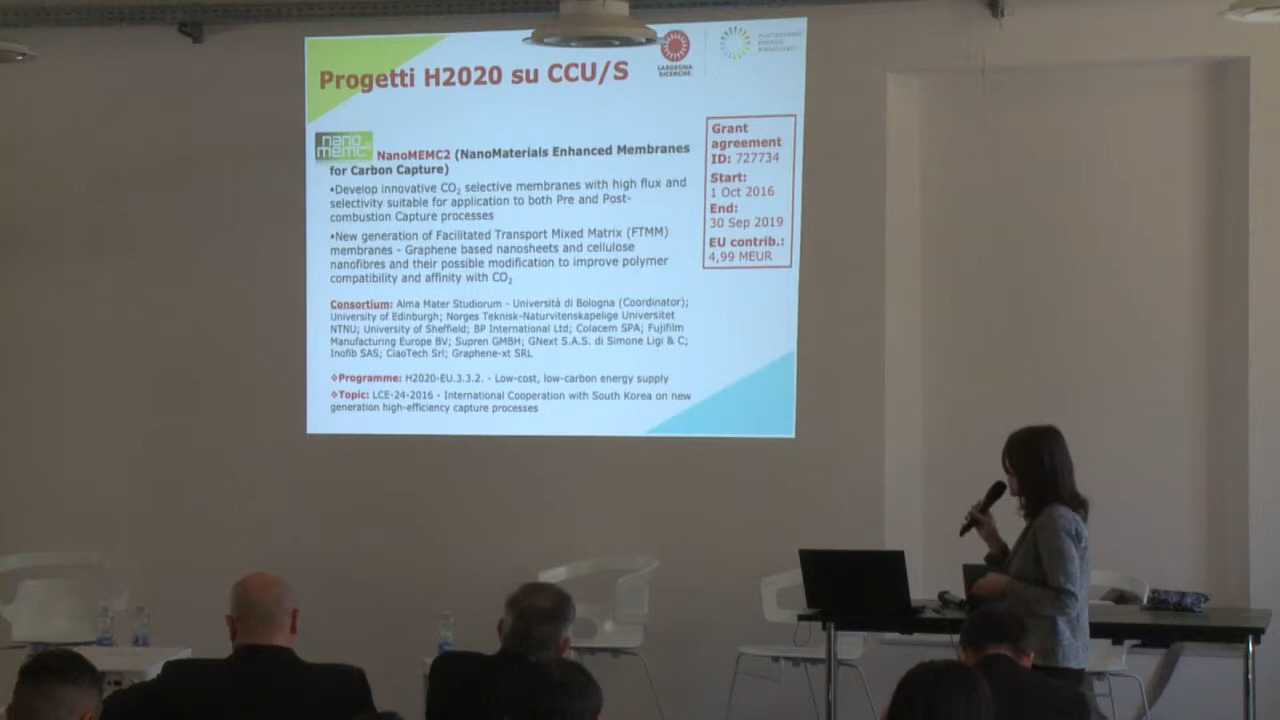 Progetti H2020 su CCU/S
SARDEGNA
RICERCHE
PIATTAFORMA
ENERGIE
RINNOVABILI
nano
memc²
NanoMEMC2 (NanoMaterials Enhanced Membranes
for Carbon Capture)
•Develop innovative CO₂ selective membranes with high flux and
selectivity suitable for application to both Pre and Post-
combustion Capture processes
•New generation of Facilitated Transport Mixed Matrix (FTMM)
membranes - Graphene based nanosheets and cellulose
nanofibres and their possible modification to improve polymer
compatibility and affinity with CO₂
Consortium: Alma Mater Studiorum - Università di Bologna (Coordinator);
University of Edinburgh; Norges Teknisk-Naturvitenskapelige Universitet
NTNU; University of Sheffield; BP International Ltd; Colacem SPA; Fujifilm
Manufacturing Europe BV; Supren GMBH; GNext S.A.S. di Simone Ligi & C;
Inofib SAS; CiaoTech Srl; Graphene-xt SRL
❖Programme: H2020-EU.3.3.2. - Low-cost, low-carbon energy supply
❖Topic: LCE-24-2016 - International Cooperation with South Korea on new
generation high-efficiency capture processes
Grant
agreement
ID: 727734
Start:
1 Oct 2016
End:
30 Sep 2019
EU contrib.:
4,99 MEUR